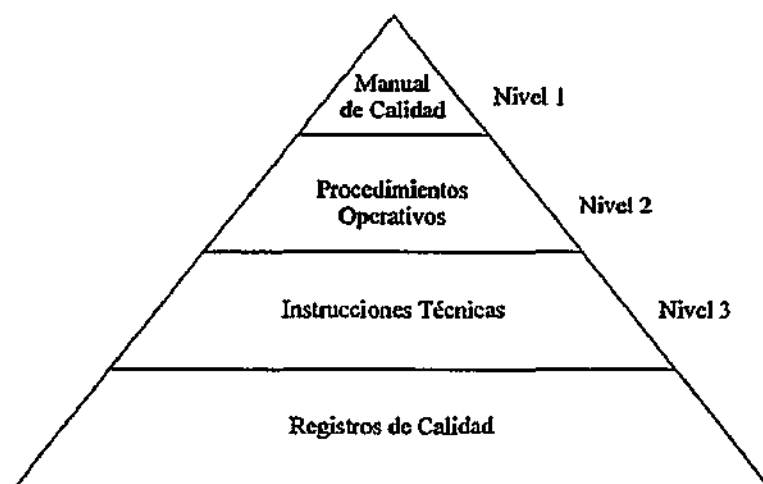 Manual
de Calidad
Nivel 1
Procedimientos
Operativos
Nivel 2
Instrucciones Técnicas
Nivel 3
Registros de Calidad